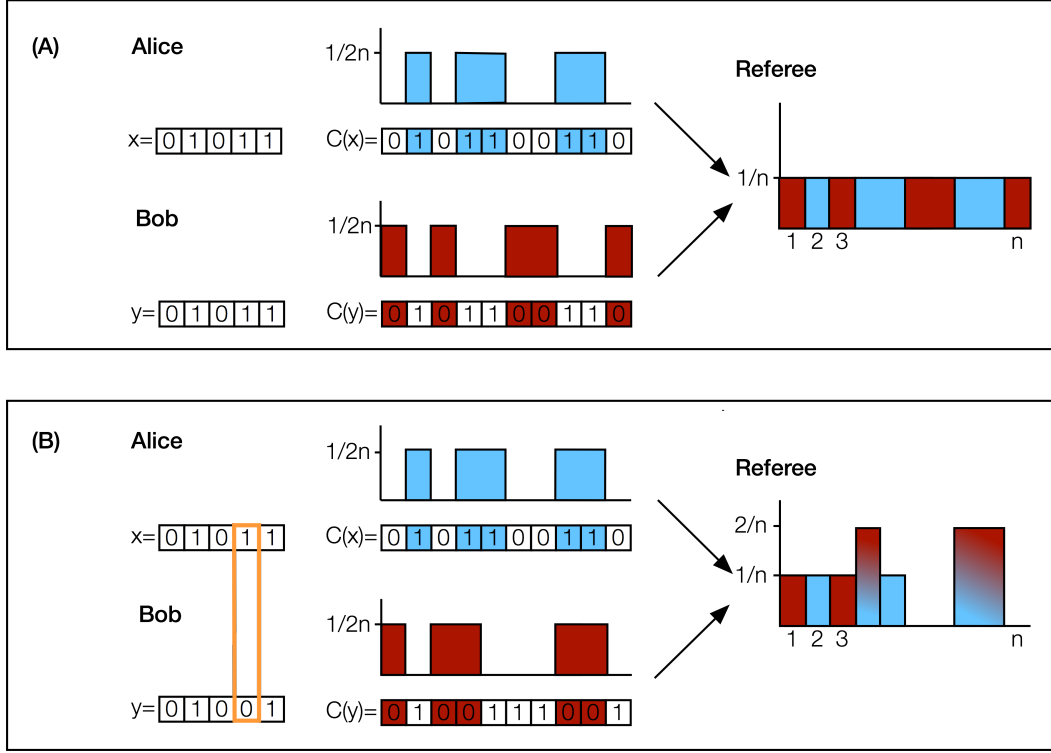 (A)
Alice
1/2n
x= 0 1 0 1 1
C(x)= 0 1 0 1 1 0 0 1 1 0
Bob
1/2n
y= 0 1 0 1 1
C(y)= 0 1 0 1 1 0 0 1 1 0
Referee
1/n
1 2 3 n
(B)
Alice
1/2n
x= 0 1 0 1 1
C(x)= 0 1 0 1 1 0 0 1 1 0
Bob
1/2n
y= 0 1 0 0 1
C(y)= 0 1 0 0 1 1 1 0 0 1
Referee
2/n
1/n
1 2 3 n